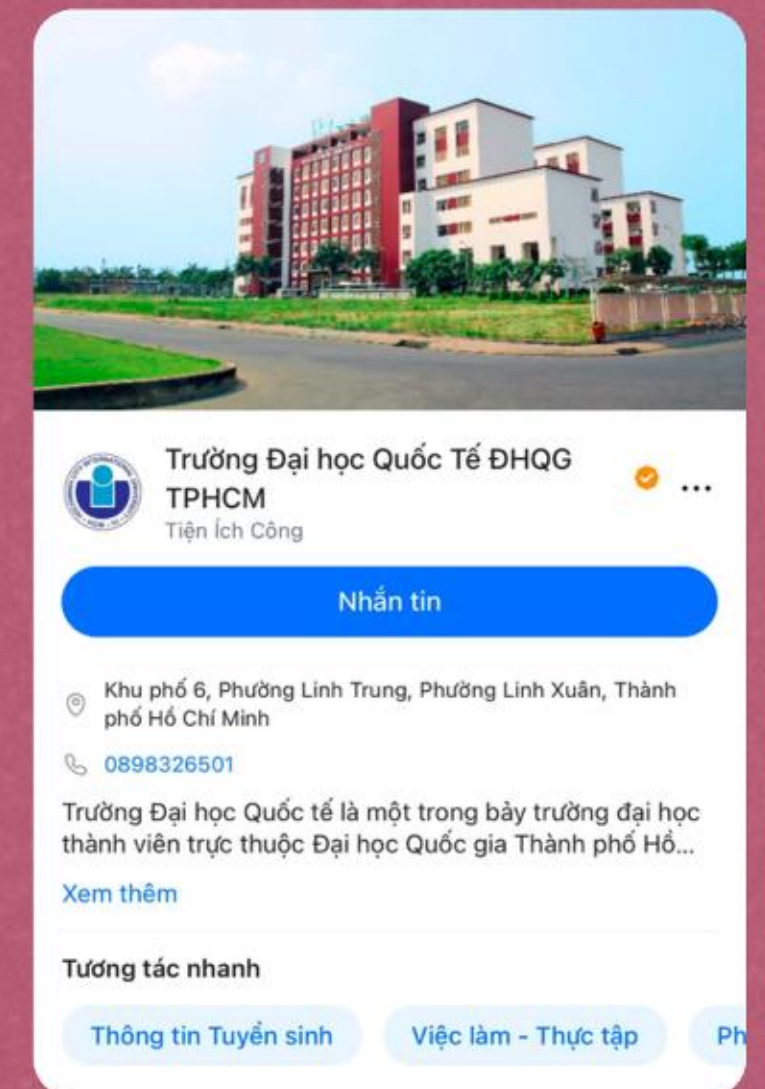 Trường Đại học Quốc Tế ĐHQG
TPHCM
Tiện Ích Công
Nhắn tin
Khu phố 6, Phường Linh Trung, Phường Linh Xuân, Thành
phố Hồ Chí Minh
0898326501
Trường Đại học Quốc tế là một trong bảy trường đại học
thành viên trực thuộc Đại học Quốc gia Thành phố Hồ...
Xem thêm
Tương tác nhanh
Thông tin Tuyển sinh
Việc làm - Thực tập
Ph